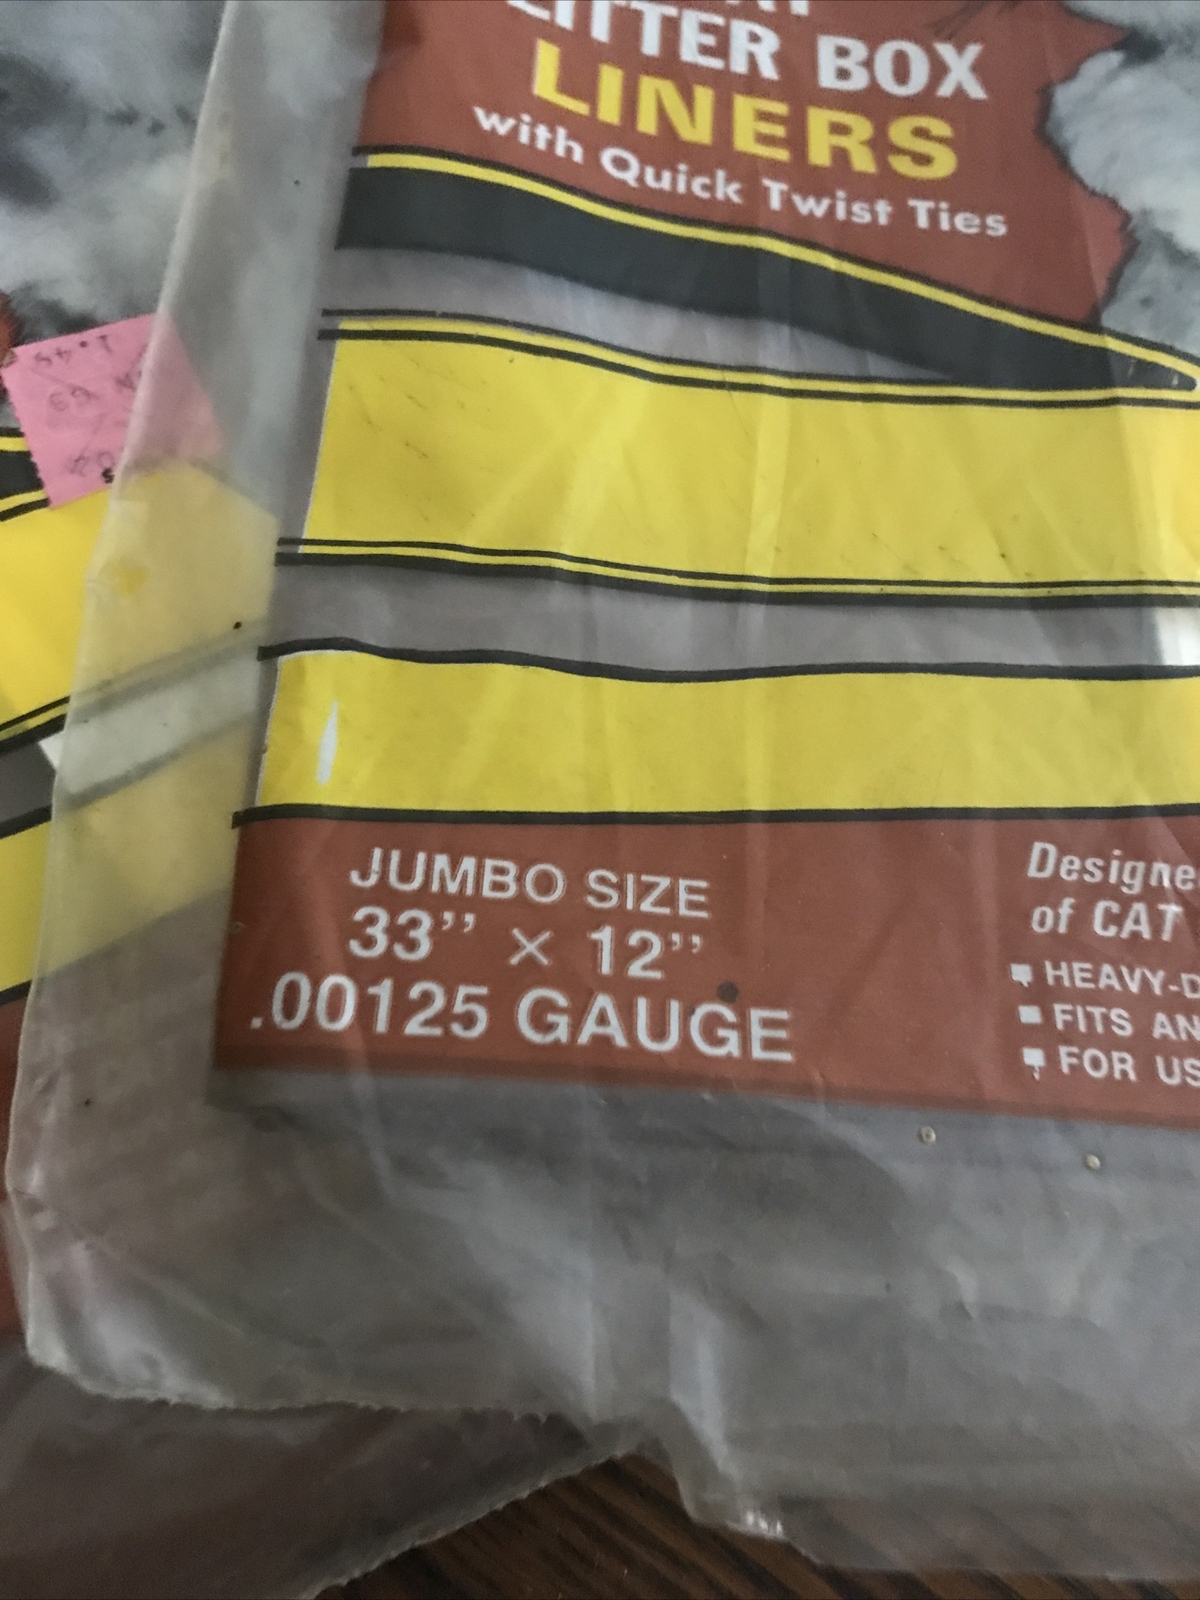 LITTER BOX
LINERS
with Quick Twist Ties
JUMBO SIZE
33" × 12"
.00125 GAUGE
Designe
of CAT
HEAVY-D
FITS AN
FOR US